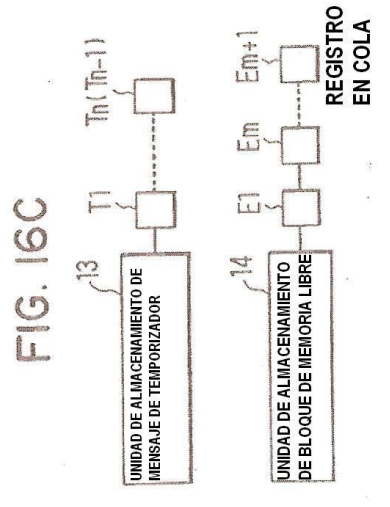 FIG. 16C
13
UNIDAD DE ALMACENAMIENTO DE
MENSAJE DE TEMPORIZADOR
T1
Tn(Tn-1)
14
UNIDAD DE ALMACENAMIENTO
DE BLOQUE DE MEMORIA LIBRE
E1
Em
Em+1
REGISTRO
EN COLA